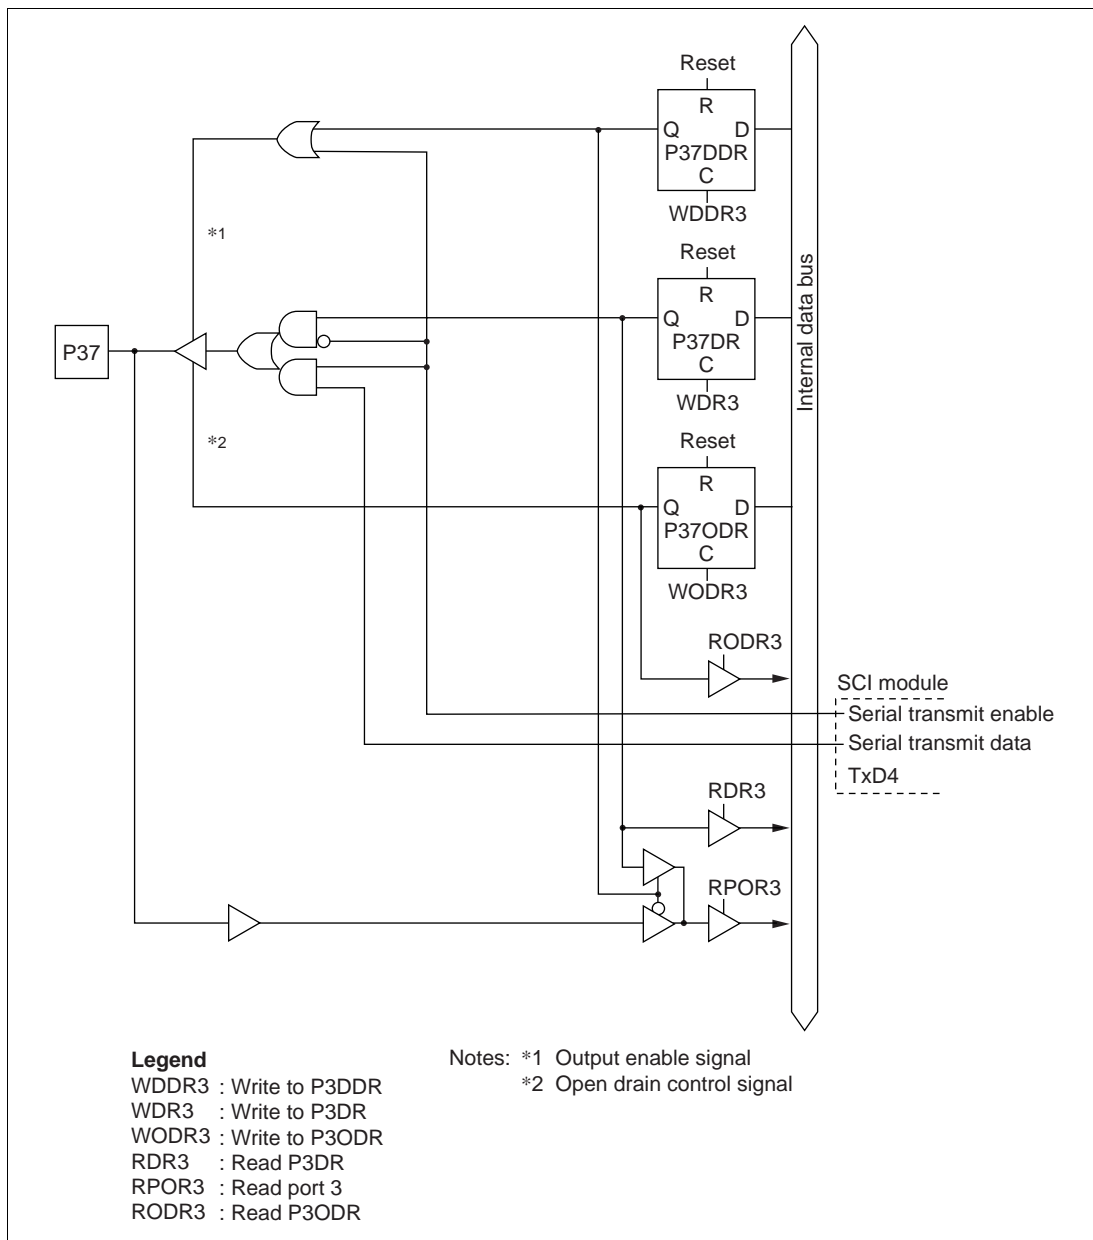 Reset
R
Q D
P37DDR
C
WDDR3
*1
Reset
R
Q D
P37DR
C
WDR3
Internal data bus
P37
*2
Reset
R
Q D
P37ODR
C
WODR3
RODR3
SCI module
Serial transmit enable
Serial transmit data
TxD4
RDR3
RPOR3
Legend
WDDR3 : Write to P3DDR
WDR3 : Write to P3DR
WODR3 : Write to P3ODR
RDR3 : Read P3DR
RPOR3 : Read port 3
RODR3 : Read P3ODR
Notes: *1 Output enable signal
*2 Open drain control signal